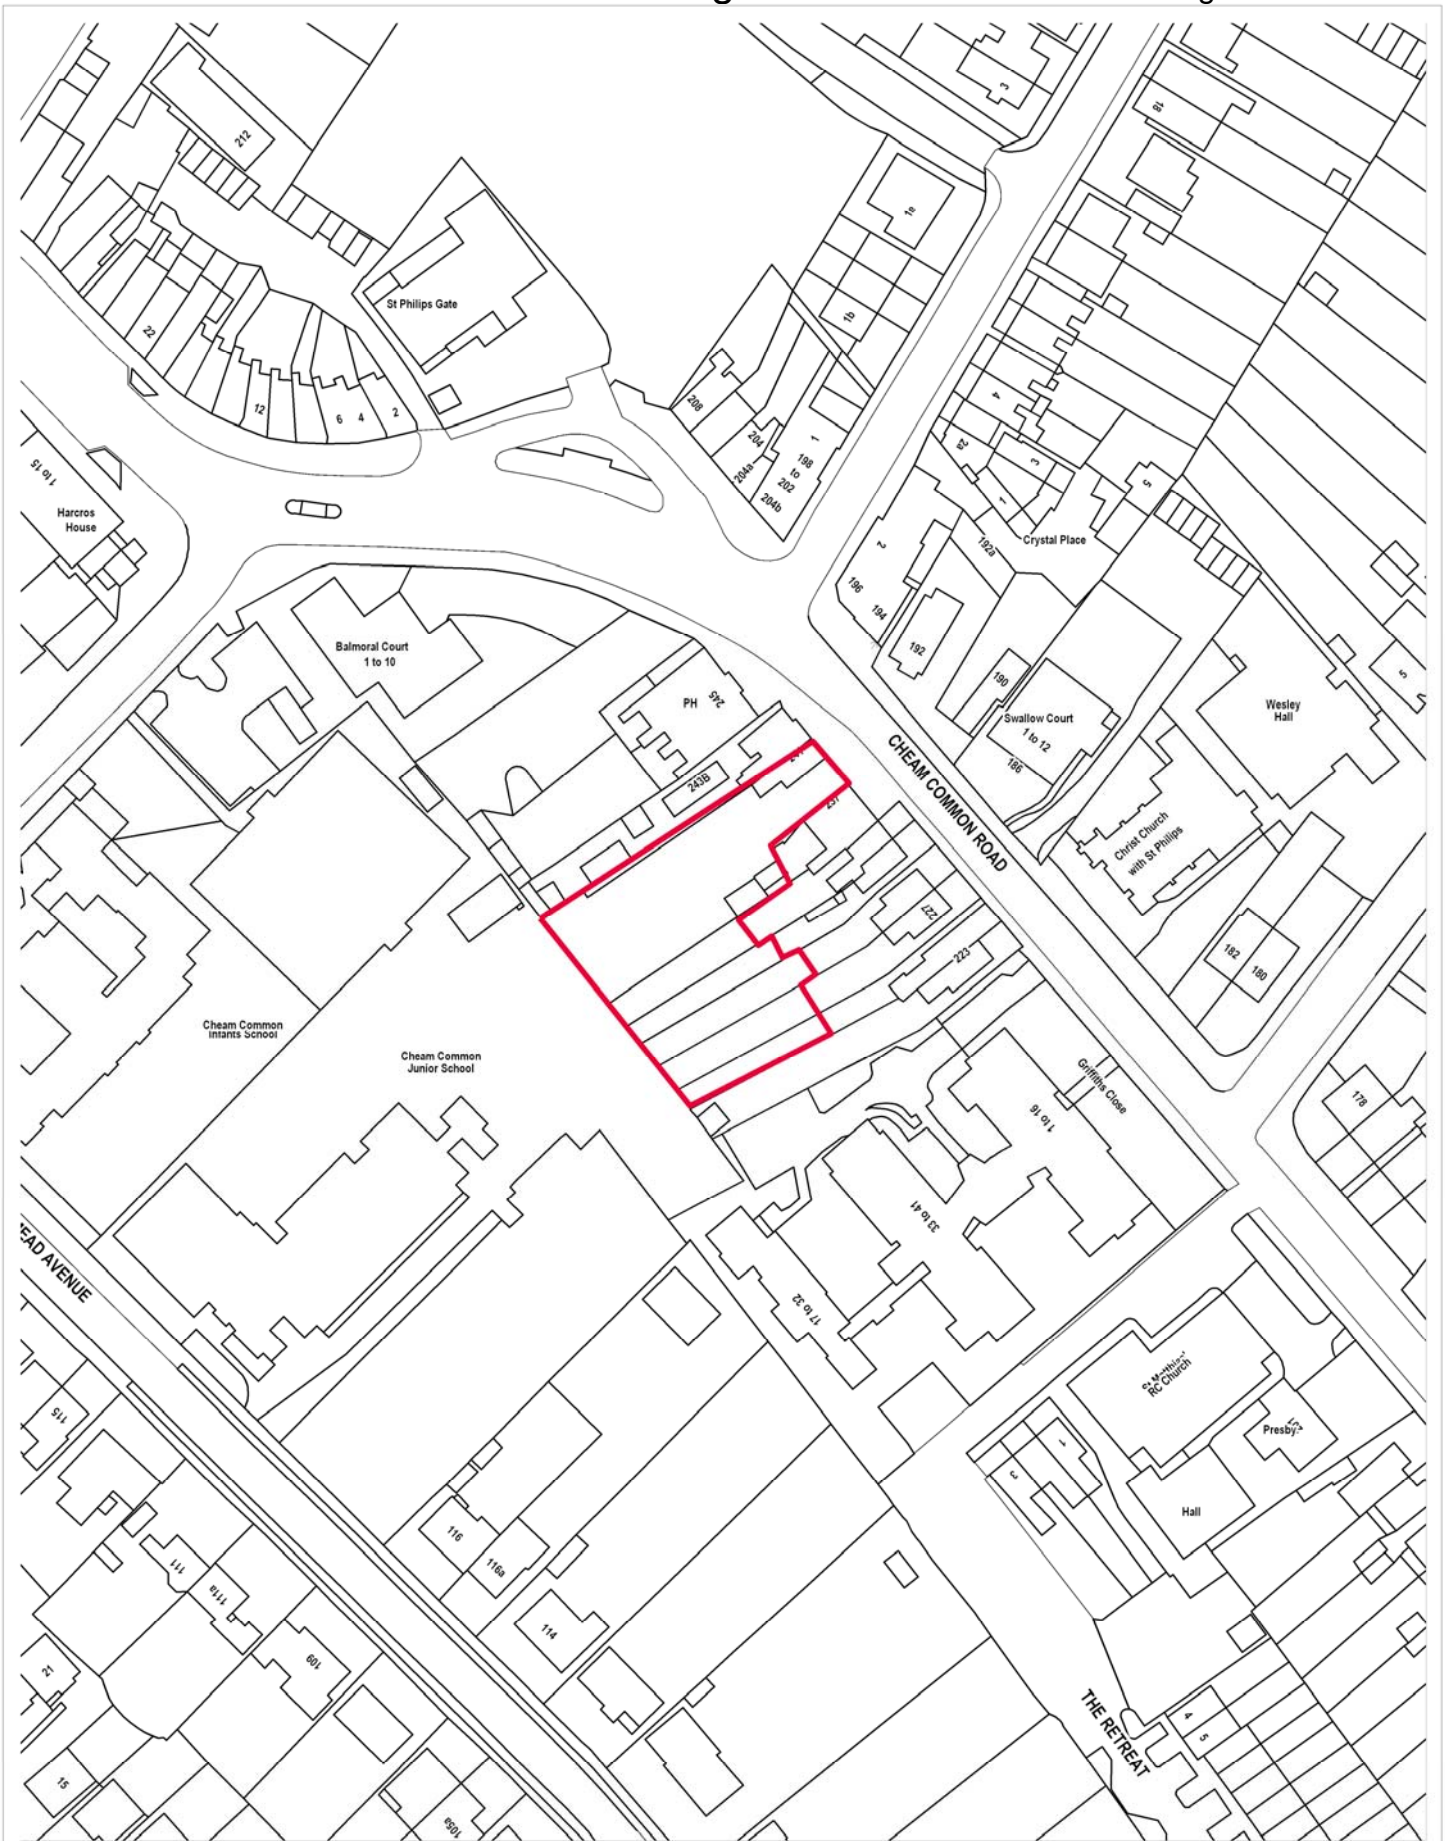 g
g
3
18
212
1a
St Philips Gate
1b
22
208
4
12
6
4
2
204
1
2a
3
204a
198
to
202
204b
5
1
1 to 15
Harcros
House
2
192a
Crystal Place
196
194
192
Balmoral Court
1 to 10
190
5
PH
245
Swallow Court
1 to 12
186
Wesley
Hall
243B
CHEAM COMMON ROAD
Christ Church
with St Philips
227
223
182
180
Cheam Common
Infants School
Cheam Common
Junior School
Griffiths Close
1 to 16
178
33 to 41
EAD AVENUE
17 to 32
RC Church
115
Presby
1
3
116
116a
Hall
111
111a
114
109
21
THE RETREAT
4
5
15
105a